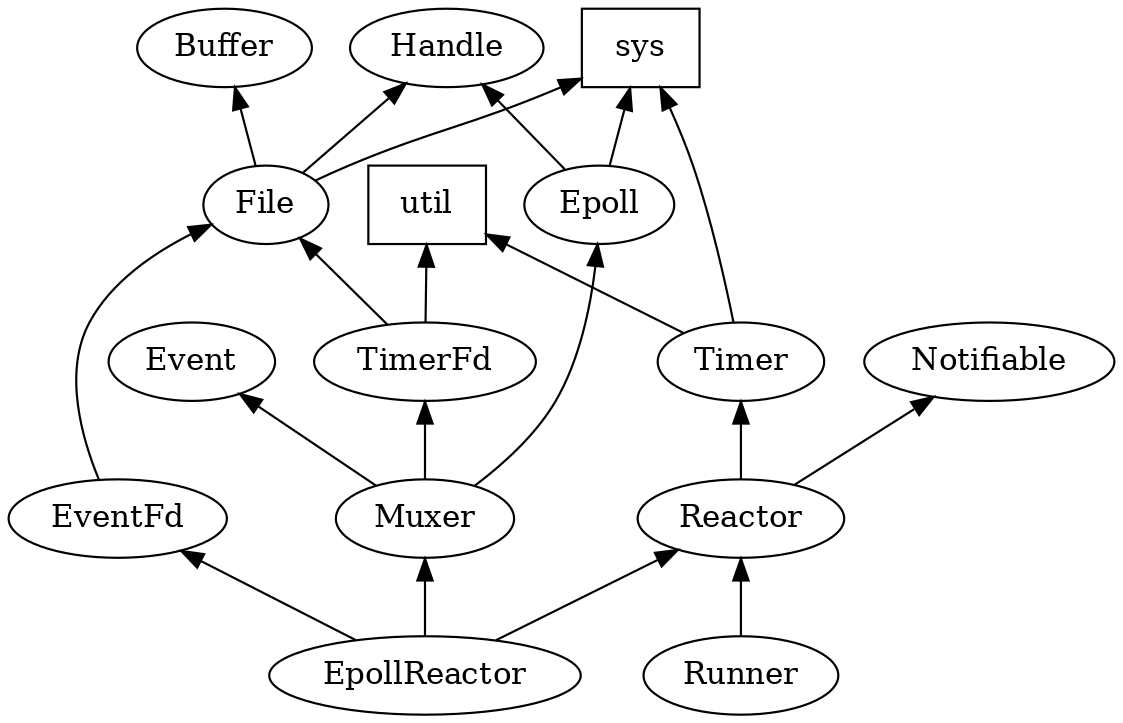 Buffer
Handle
sys
File
util
Epoll
Event
TimerFd
Timer
Notifiable
EventFd
Muxer
Reactor
EpollReactor
Runner